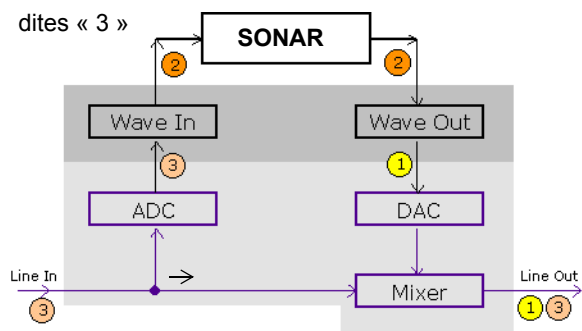 dites « 3 »
SONAR
2
2
Wave In
Wave Out
3
1
ADC
DAC
Line In
Line Out
Mixer
3
1 3